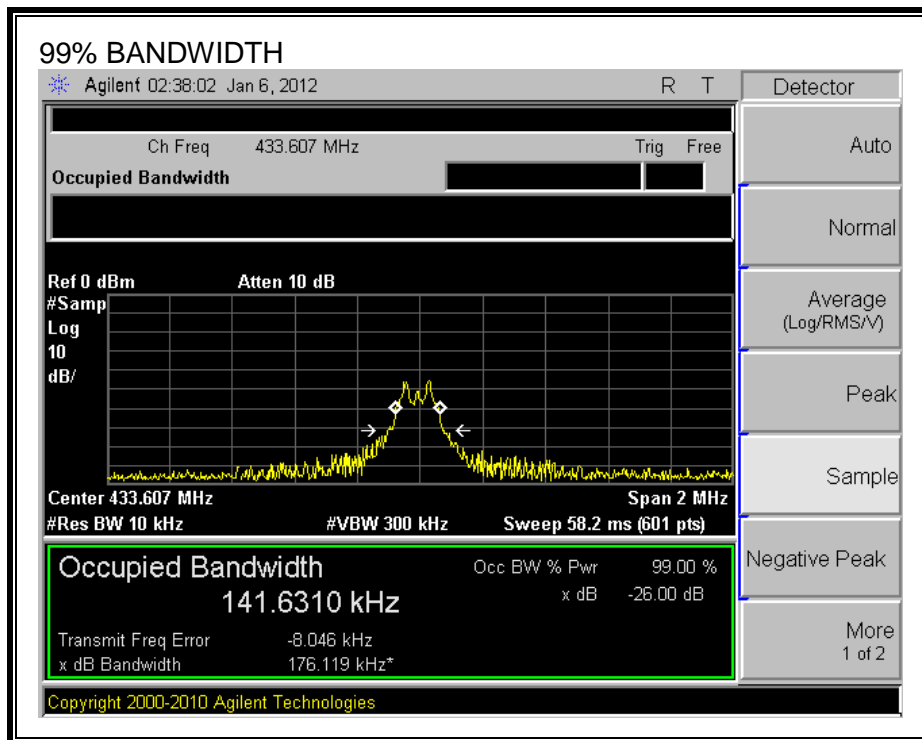 99% BANDWIDTH
Agilent 02:38:02 Jan 6, 2012 R T
Detector
Ch Freq 433.607 MHz Trig Free
Occupied Bandwidth
Auto
Normal
Average
(Log/RMS/V)
Peak
Sample
Negative Peak
More
1 of 2
Ref 0 dBm Atten 10 dB
#Samp
Log
10
dB/
Center 433.607 MHz Span 2 MHz
#Res BW 10 kHz #VBW 300 kHz Sweep 58.2 ms (601 pts)
Occupied Bandwidth Occ BW % Pwr 99.00 %
141.6310 kHz x dB -26.00 dB
Transmit Freq Error -8.046 kHz
x dB Bandwidth 176.119 kHz*
Copyright 2000-2010 Agilent Technologies